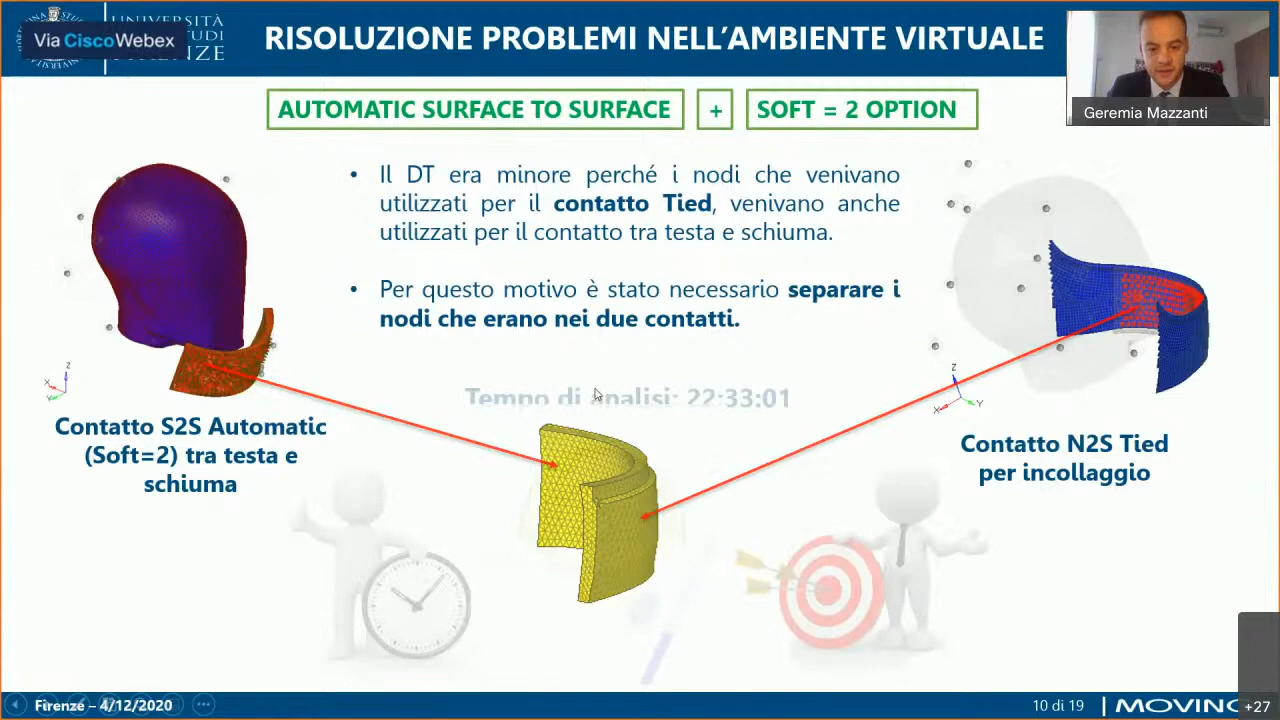 Via Cisco Webex
UNIVERSITÀ
RISOLUZIONE PROBLEMI NELL'AMBIENTE VIRTUALE
AUTOMATIC SURFACE TO SURFACE
+
SOFT = 2 OPTION
Geremia Mazzanti
• Il DT era minore perché i nodi che venivano
utilizzati per il contatto Tied, venivano anche
utilizzati per il contatto tra testa e schiuma.
• Per questo motivo è stato necessario separare i
nodi che erano nei due contatti.
Tempo di analisi: 22:33:01
Z
X
Y
Z
X
Y
Contatto S2S Automatic
(Soft=2) tra testa e
schiuma
Contatto N2S Tied
per incollaggio
Firenze – 4/12/2020
10 di 19
MOVING
+27